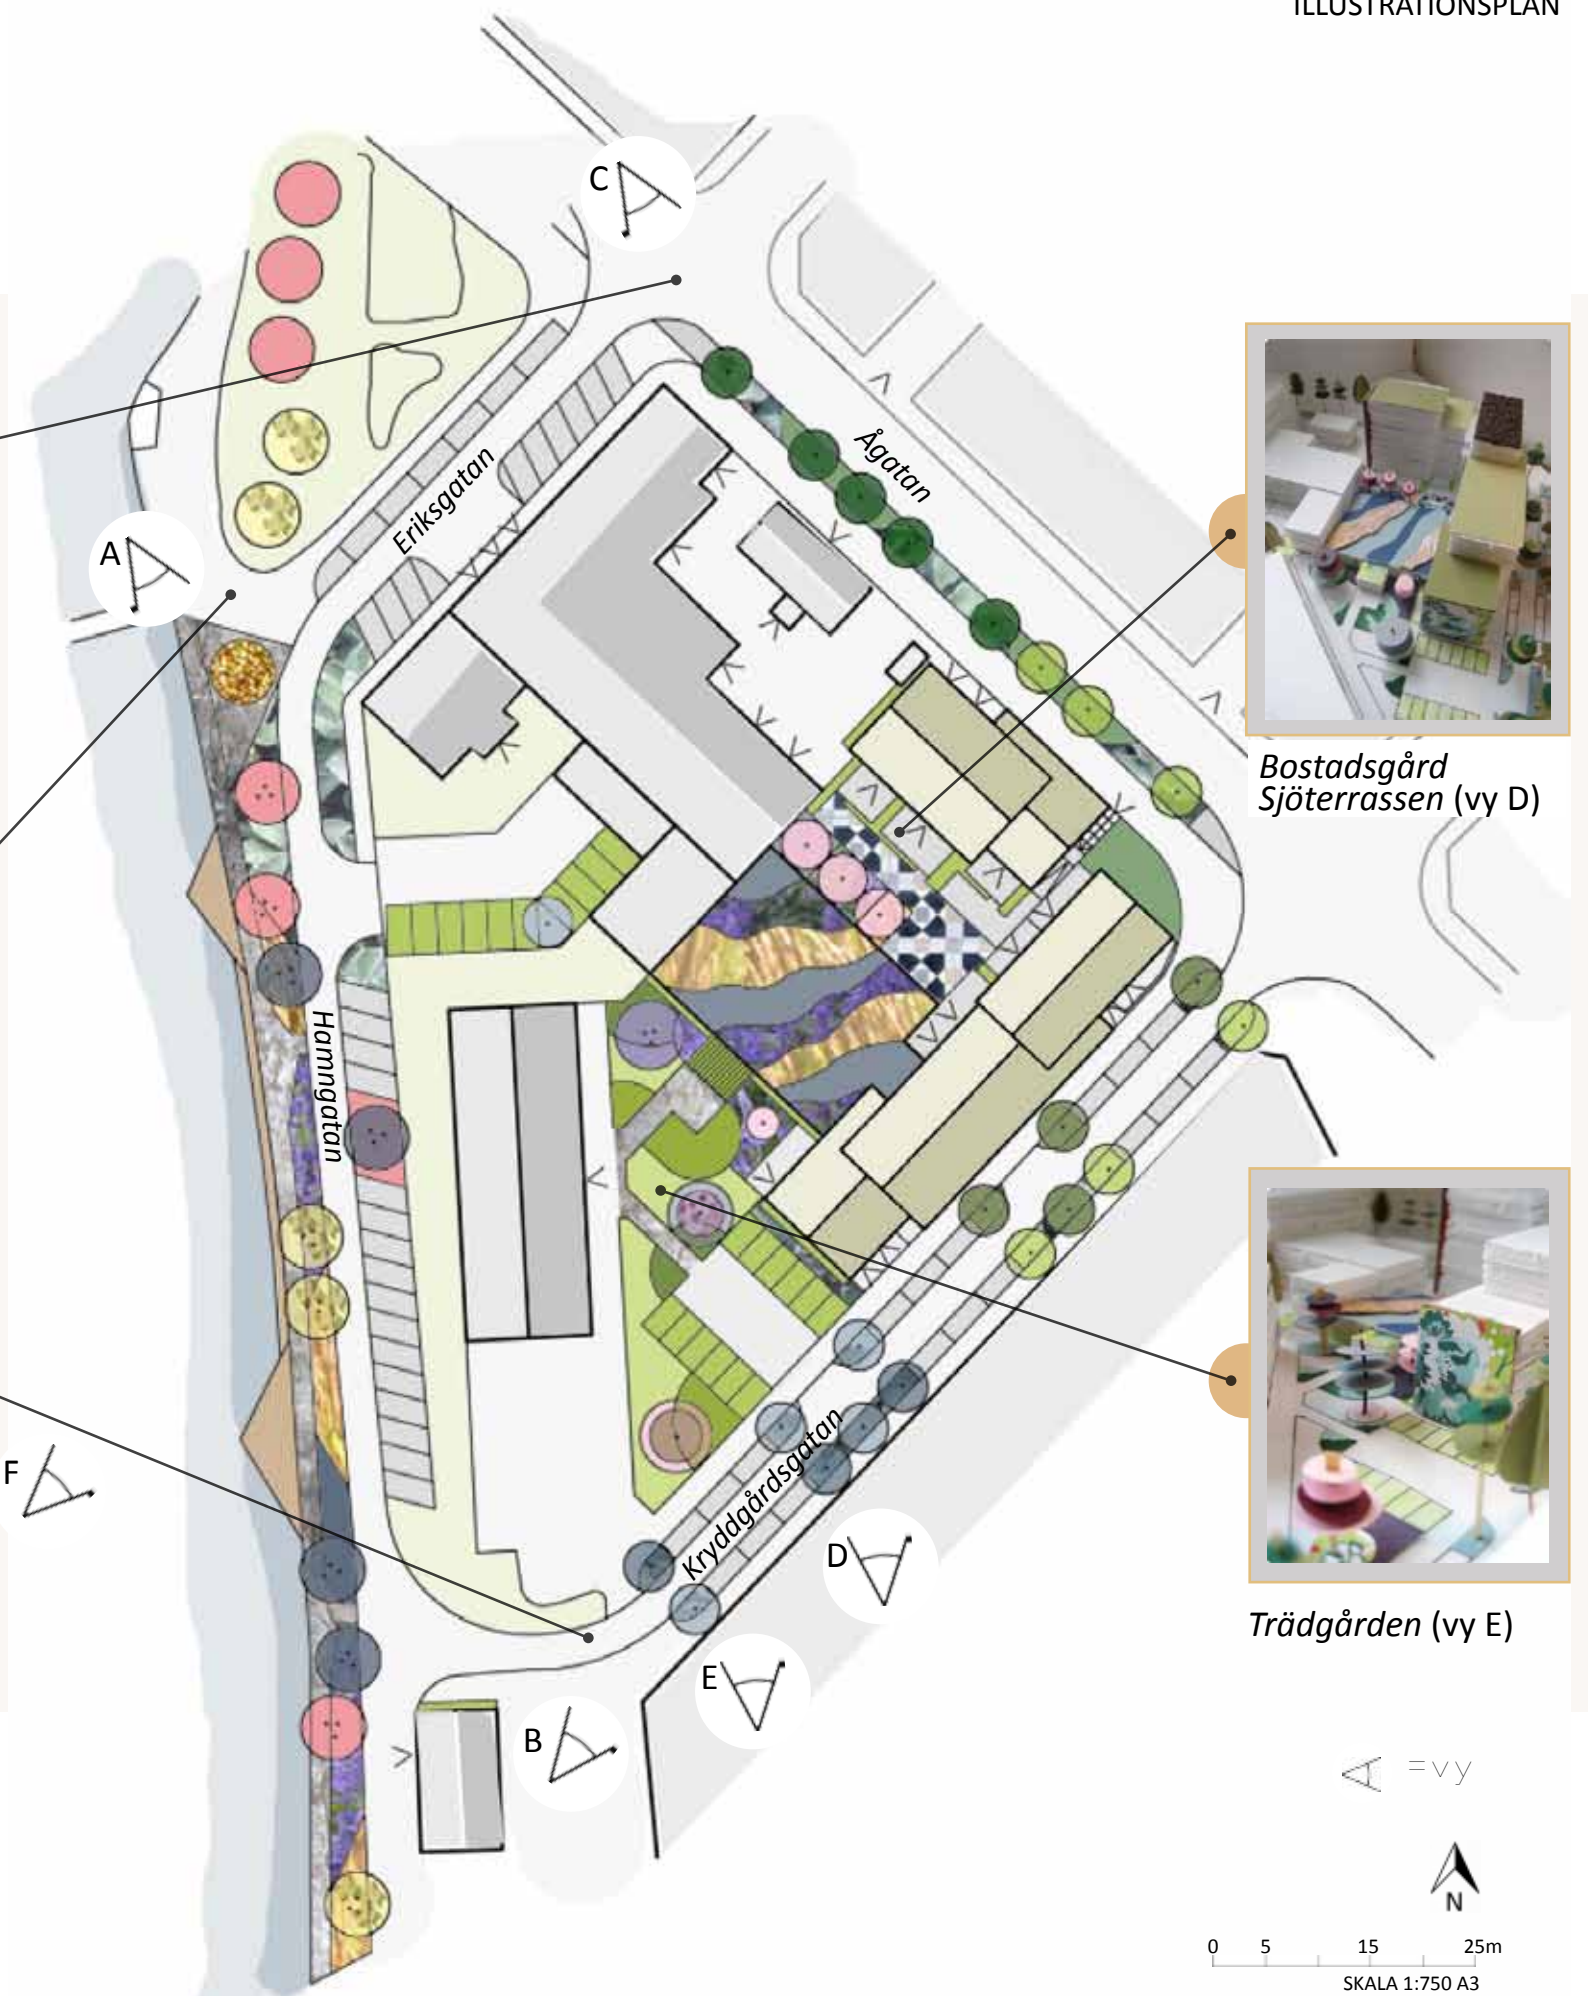 ILLUSTRATIONSPLAN
C
Ågatan
Eriksgatan
A
Bostadsgård
Sjöterrassen (vy D)
Hamngatan
F
Kryddgårdsgatan
D
E
B
Trädgården (vy E)
=vy
N
0 5 15 25m
SKALA 1:750 A3